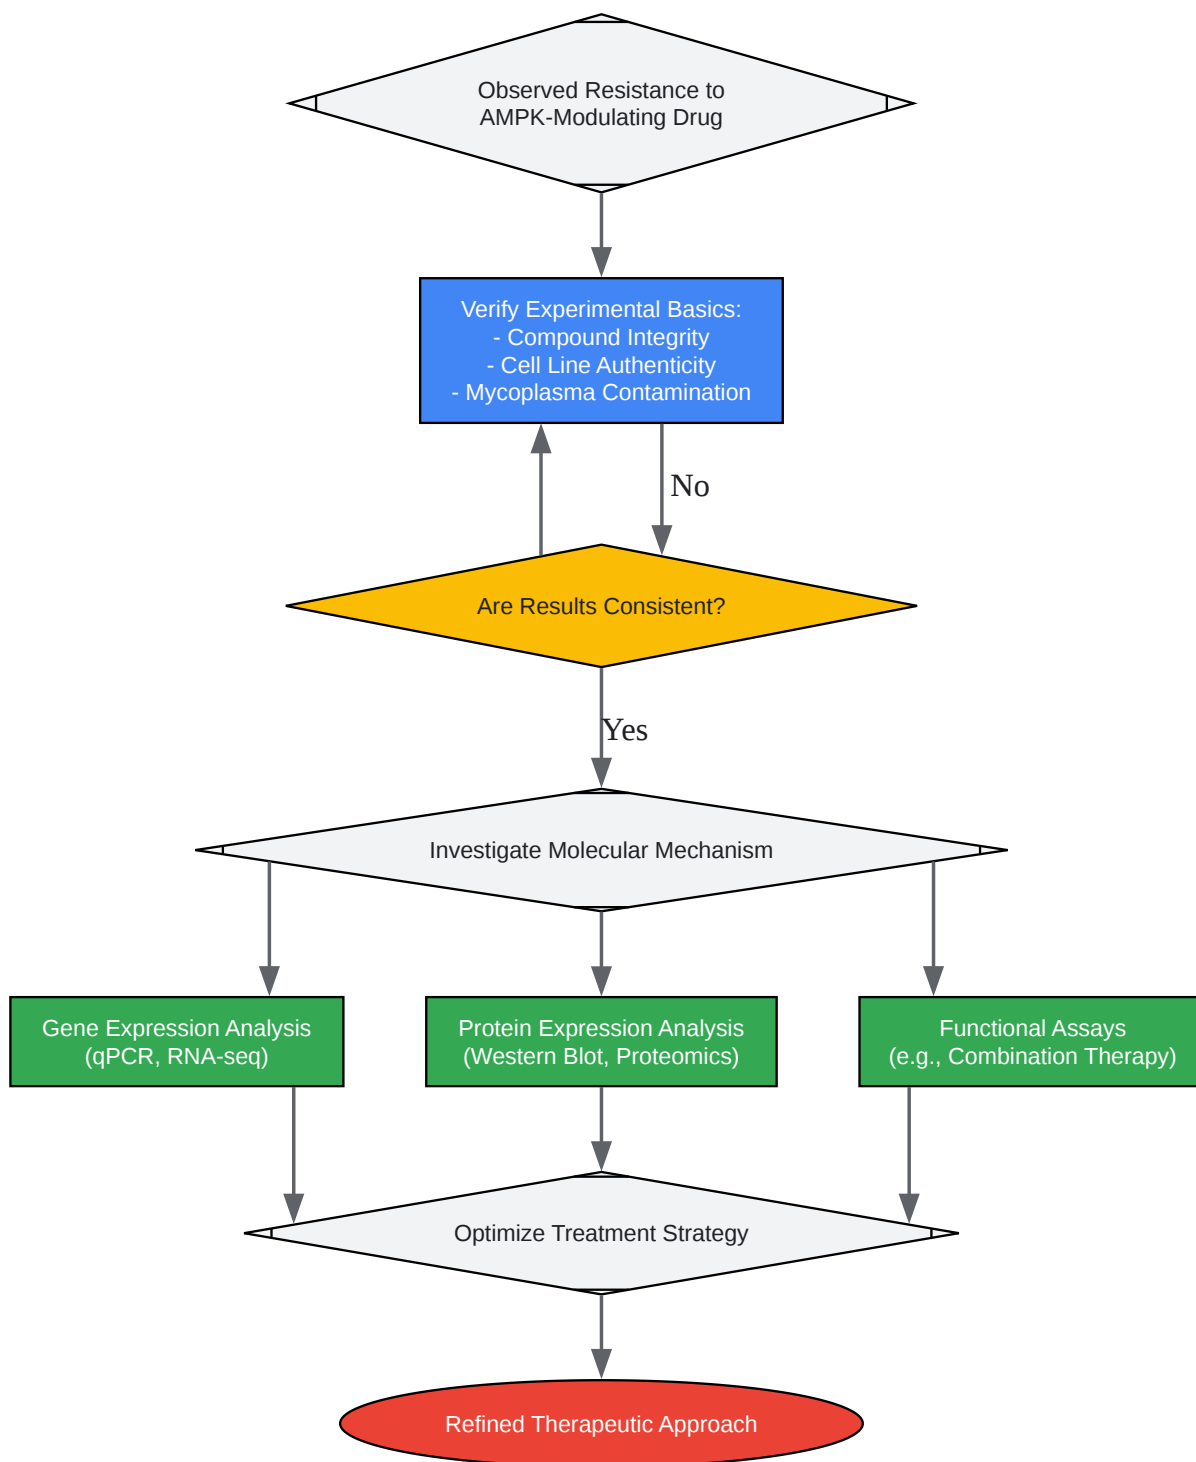 Observed Resistance to
AMPK-Modulating Drug
Verify Experimental Basics:
- Compound Integrity
- Cell Line Authenticity
- Mycoplasma Contamination
No
Are Results Consistent?
Yes
Investigate Molecular Mechanism
Gene Expression Analysis
(qPCR, RNA-seq)
Protein Expression Analysis
(Western Blot, Proteomics)
Functional Assays
(e.g., Combination Therapy)
Optimize Treatment Strategy
Refined Therapeutic Approach